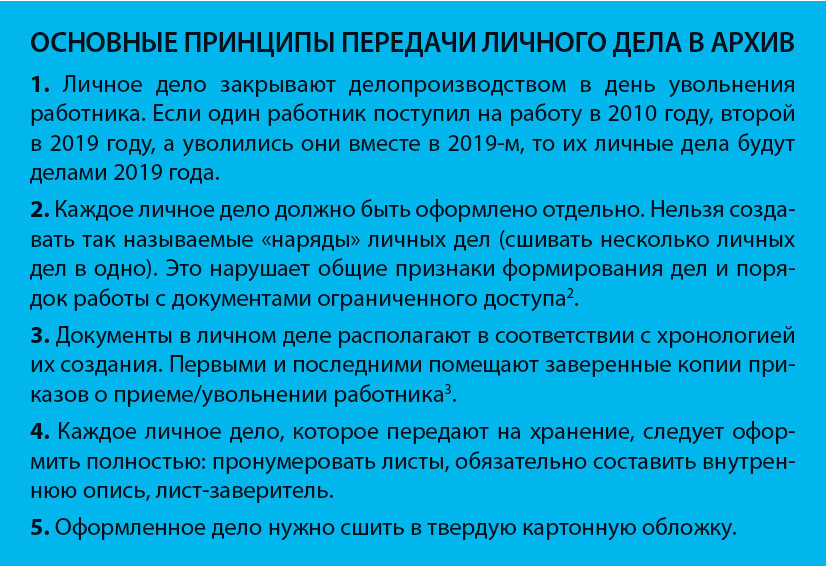 ОСНОВНЫЕ ПРИНЦИПЫ ПЕРЕДАЧИ ЛИЧНОГО ДЕЛА В АРХИВ
1. Личное дело закрывают делопроизводством в день увольнения
работника. Если один работник поступил на работу в 2010 году, второй
в 2019 году, а уволились они вместе в 2019-м, то их личные дела будут
делами 2019 года.
2. Каждое личное дело должно быть оформлено отдельно. Нельзя созда-
вать так называемые «наряды» личных дел (сшивать несколько личных
дел в одно). Это нарушает общие признаки формирования дел и поря-
док работы с документами ограниченного доступа².
3. Документы в личном деле располагают в соответствии с хронологией
их создания. Первыми и последними помещают заверенные копии при-
казов о приеме/увольнении работника³.
4. Каждое личное дело, которое передают на хранение, следует офор-
мить полностью: пронумеровать листы, обязательно составить внутрен-
нюю опись, лист-заверитель.
5. Оформленное дело нужно сшить в твердую картонную обложку.